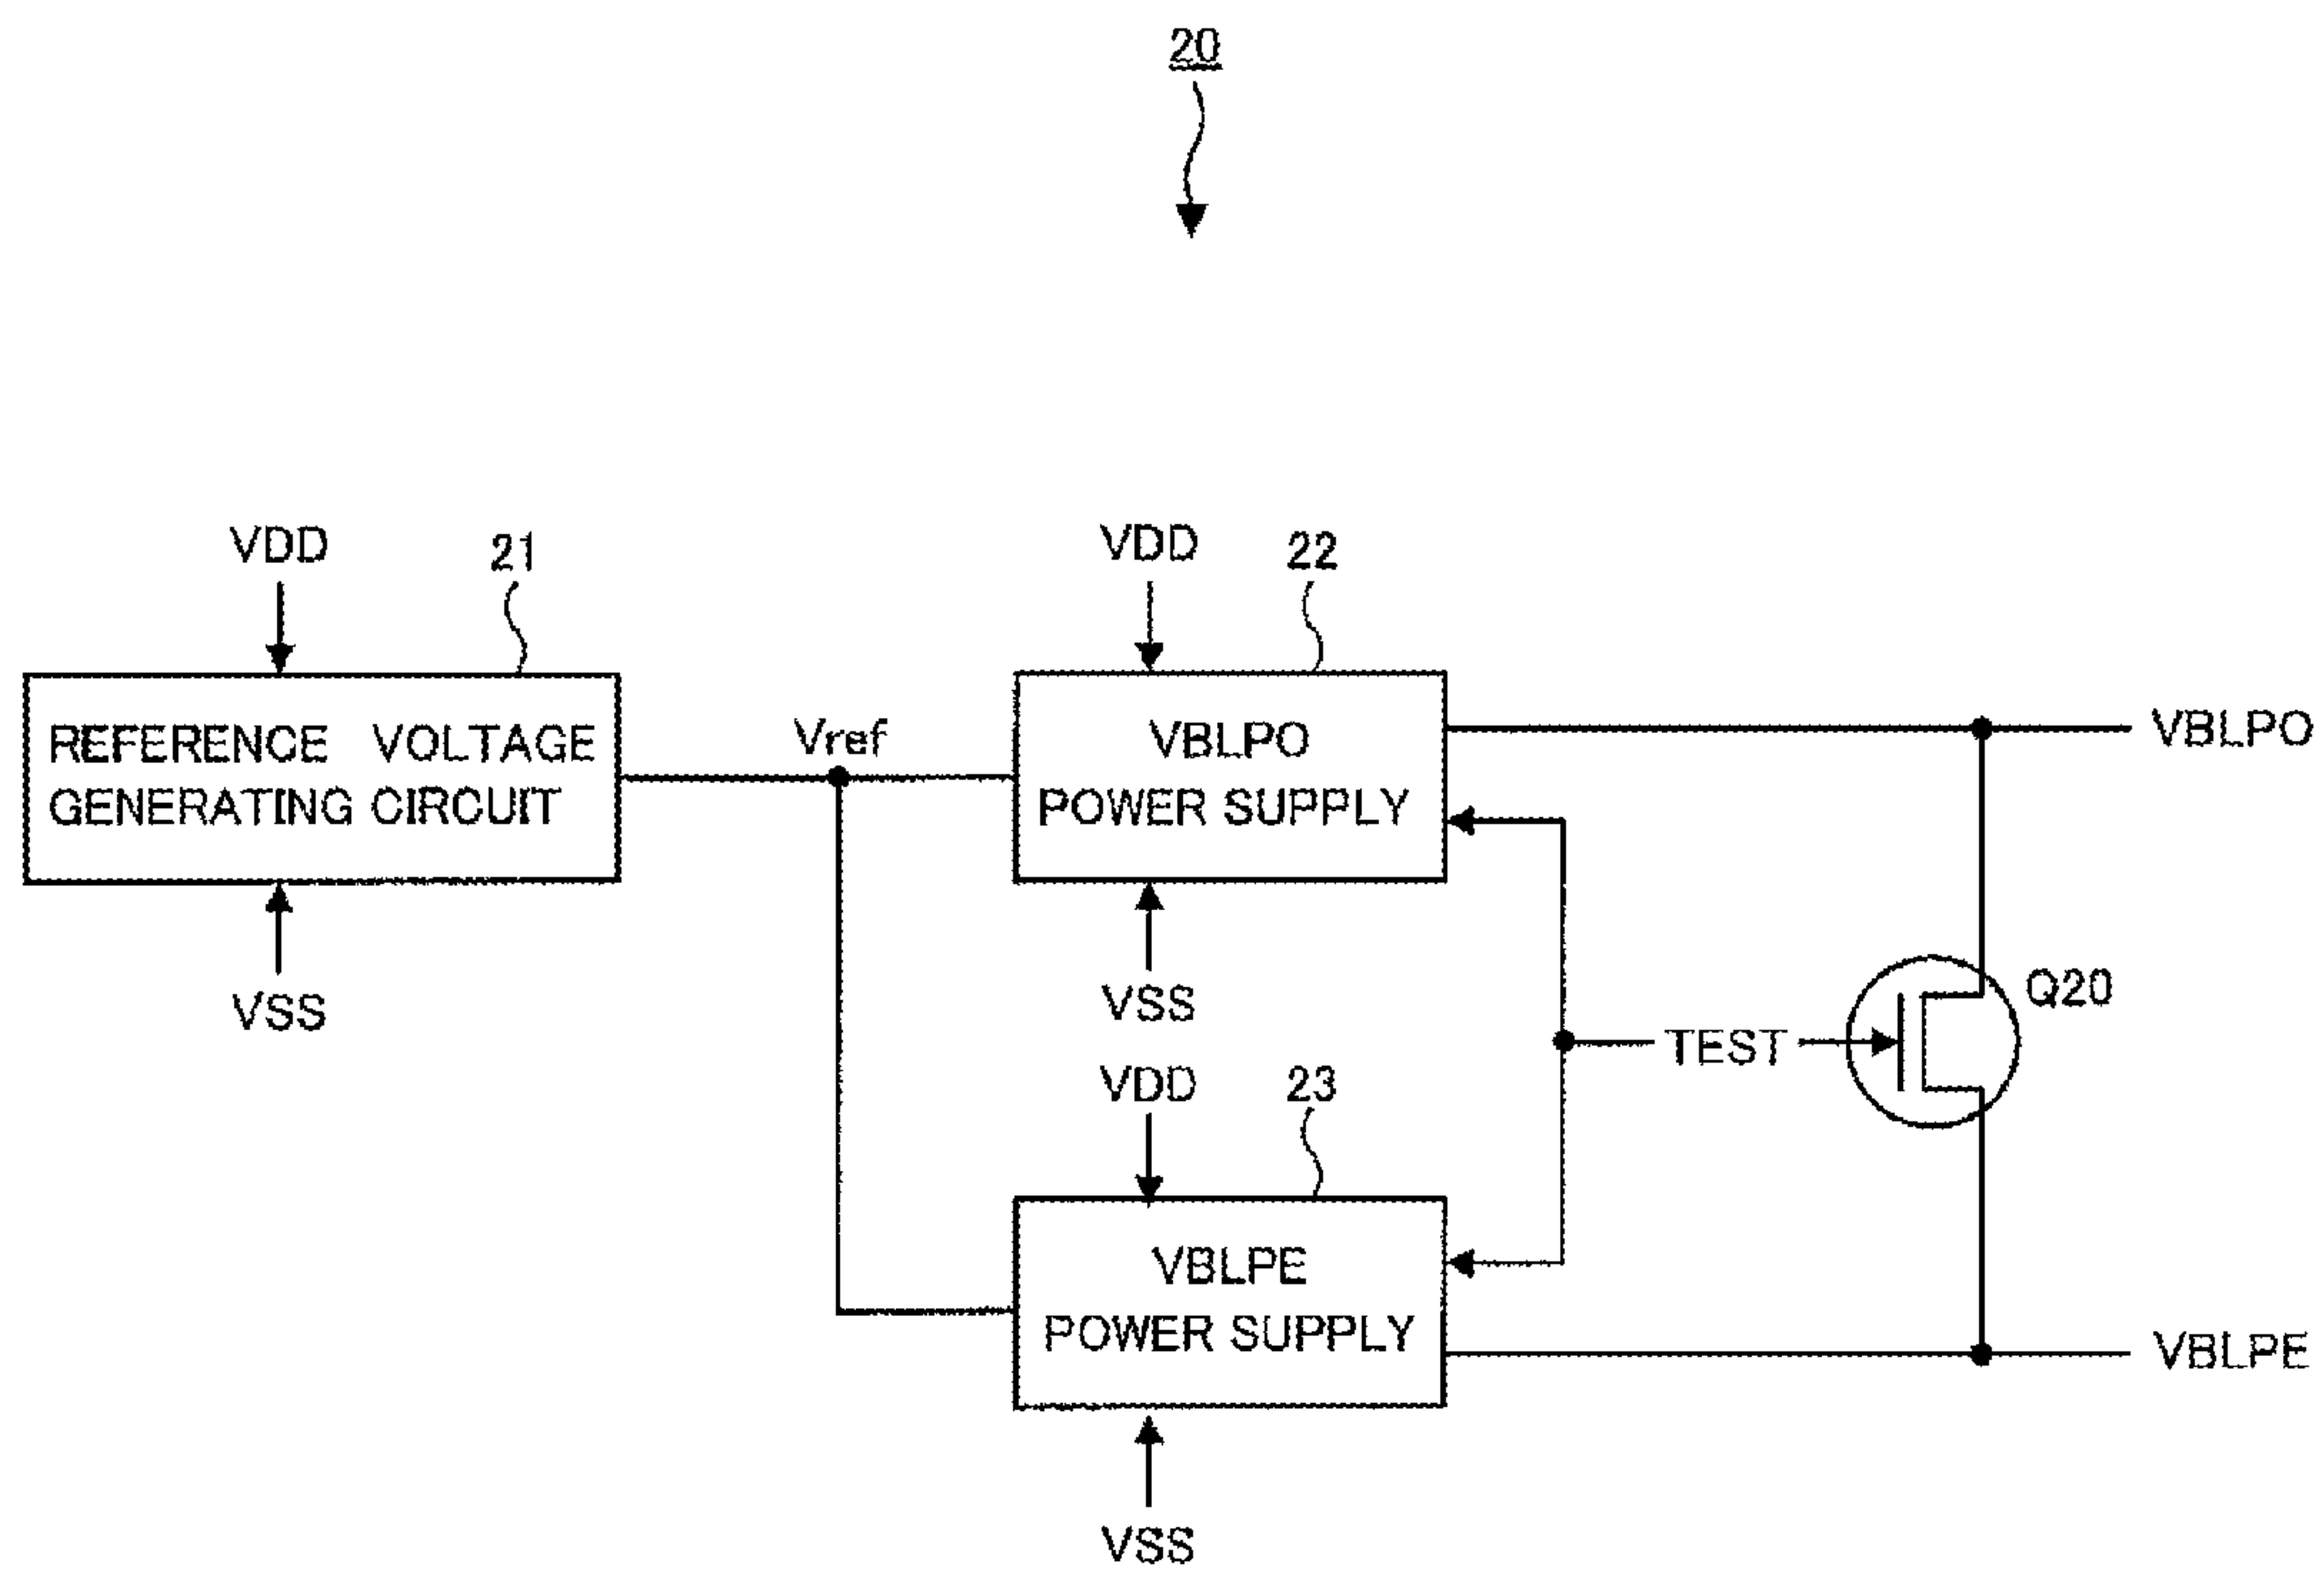 20
VDD
21
VDD
22
REFERENCE VOLTAGE
GENERATING CIRCUIT
Vref
VBLPO
POWER SUPPLY
VBLPO
VSS
VSS
Q20
TEST
VDD
23
VBLPE
POWER SUPPLY
VBLPE
VSS